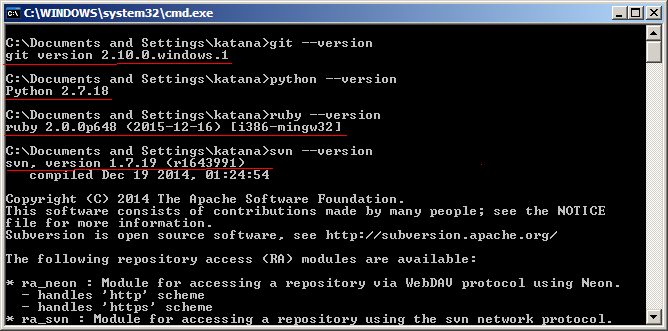 C:\WINDOWS\system32\cmd.exe
C:\Documents and Settings\katana>git --version
git version 2.10.0.windows.1
C:\Documents and Settings\katana>python --version
Python 2.7.18
C:\Documents and Settings\katana>ruby --version
ruby 2.0.0p648 (2015-12-16) [i386-mingw32]
C:\Documents and Settings\katana>svn --version
svn, version 1.7.19 (r1643991)
   compiled Dec 19 2014, 01:24:54
Copyright (C) 2014 The Apache Software Foundation.
This software consists of contributions made by many people; see the NOTICE
file for more information.
Subversion is open source software, see http://subversion.apache.org/
The following repository access (RA) modules are available:
* ra_neon : Module for accessing a repository via WebDAV protocol using Neon.
  - handles 'http' scheme
  - handles 'https' scheme
* ra_svn : Module for accessing a repository using the svn network protocol.